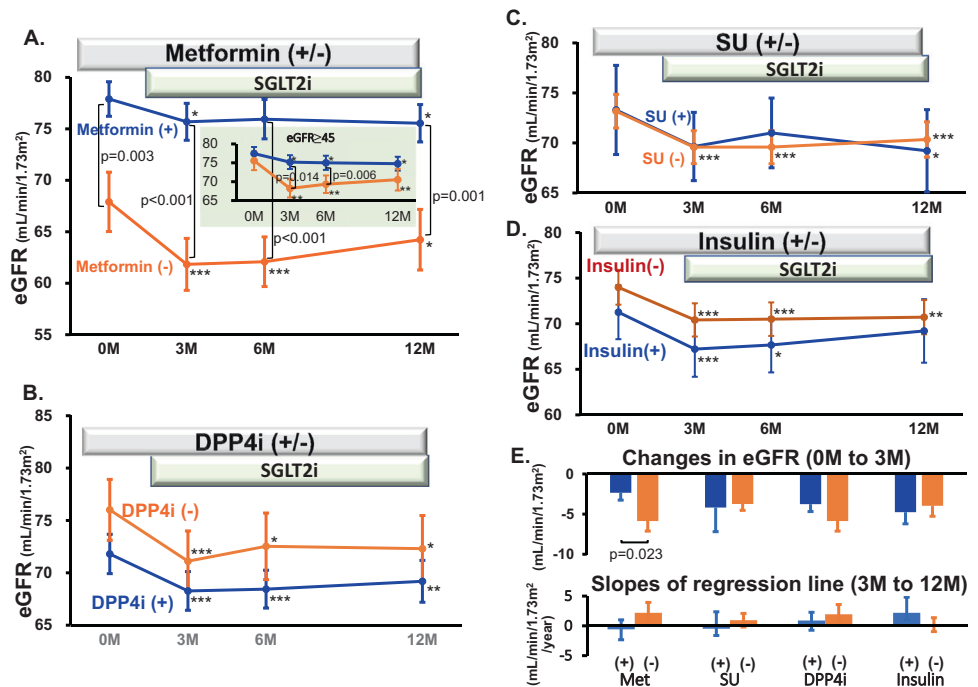 A.
Metformin (+/-)
SGLT2i
80
75
70
65
60
55
eGFR (mL/min/1.73m²)
Metformin (+)
*
*
p=0.003
p<0.001
eGFR≥45
80
75
70
65
p=0.014
p=0.006
*
*
*
**
**
**
0M
3M
6M
12M
p<0.001
p=0.001
Metformin (-)
***
***
*
0M
3M
6M
12M
B.
85
80
75
70
65
eGFR (mL/min/1.73m²)
DPP4i (+/-)
SGLT2i
DPP4i (-)
***
*
*
DPP4i (+)
***
***
**
0M
3M
6M
12M
C.
SU (+/-)
SGLT2i
80
75
70
65
eGFR (mL/min/1.73m²)
SU (+)
SU (-)
***
***
***
*
0M
3M
6M
12M
D.
Insulin (+/-)
SGLT2i
80
75
70
65
60
eGFR (mL/min/1.73m²)
Insulin(-)
***
***
**
Insulin(+)
***
*
0M
3M
6M
12M
E.
Changes in eGFR (0M to 3M)
(mL/min/1.73m²)
0
-5
-10
p=0.023
Slopes of regression line (3M to 12M)
(mL/min/1.73m²
/year)
5
0
-5
(+) (-)
(+) (-)
(+) (-)
(+) (-)
Met
SU
DPP4i
Insulin